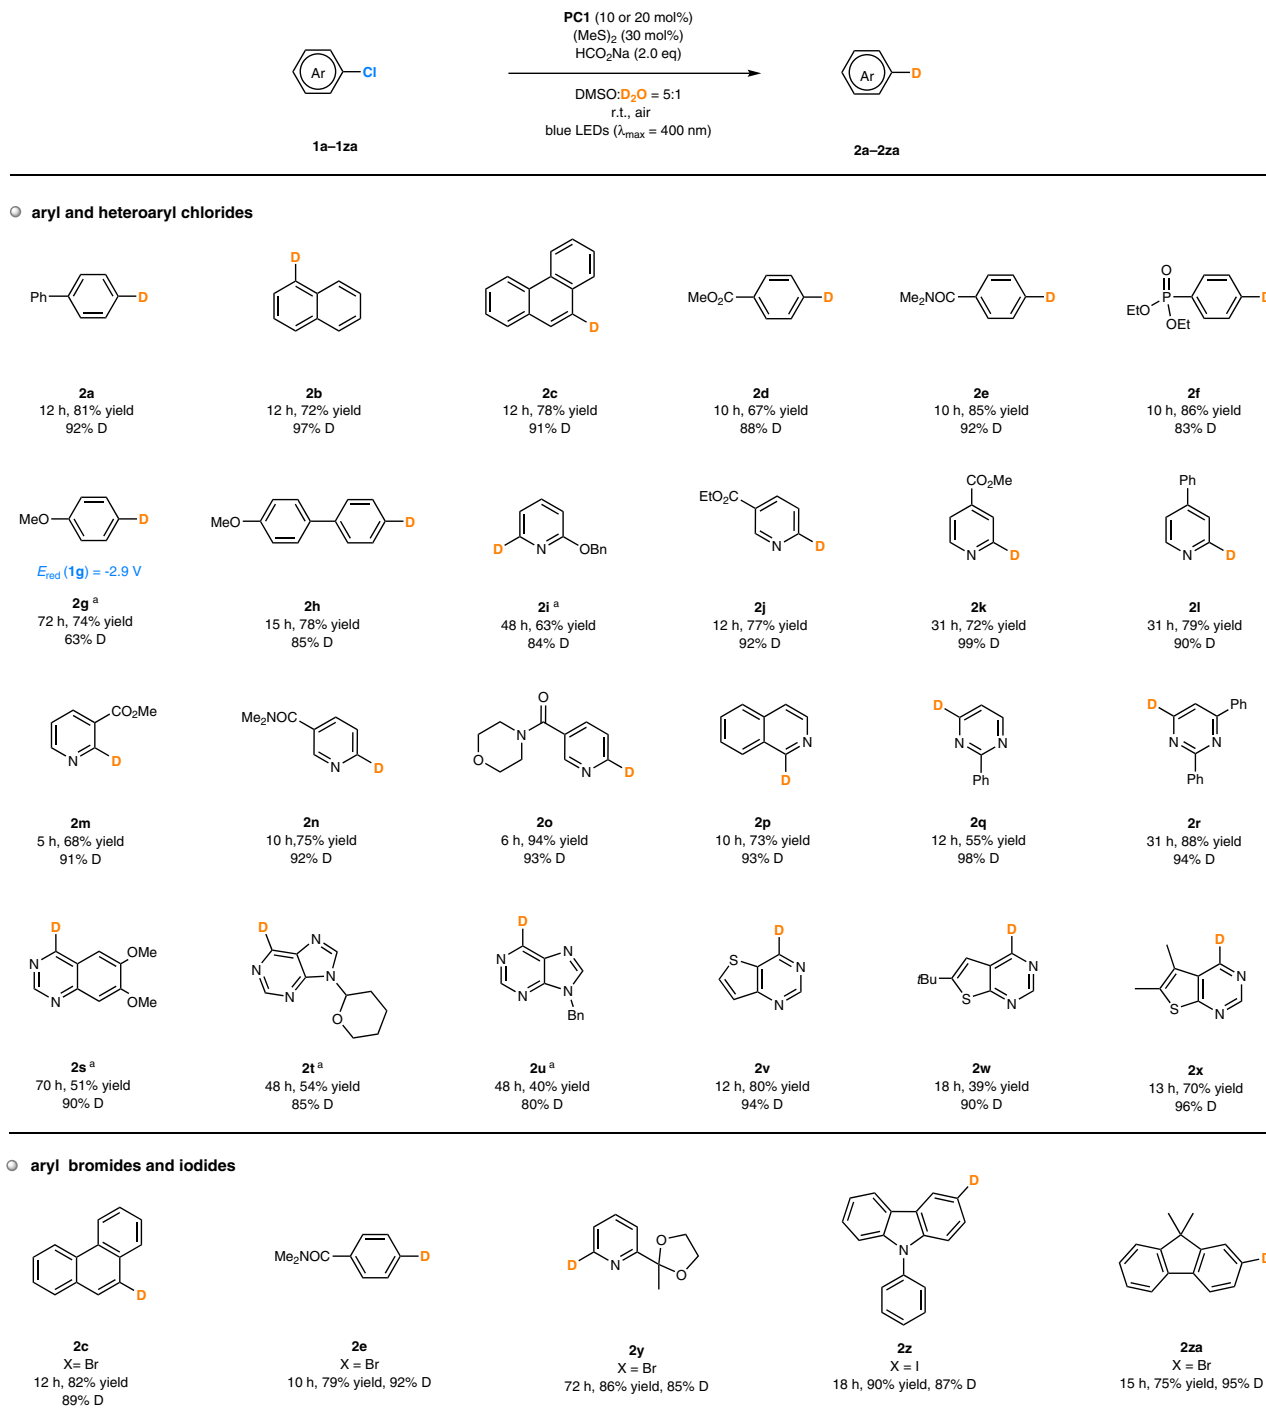 PC1 (10 or 20 mol%)
(MeS)2 (30 mol%)
HCO2Na (2.0 eq)
Ar Cl
Ar D
DMSO:D2O = 5:1
r.t., air
blue LEDs (λmax = 400 nm)
1a–1za
2a–2za
aryl and heteroaryl chlorides
Ph D
D
D
MeO2C D
Me2NOC D
O
P
EtO
OEt
D
2a
12 h, 81% yield
92% D
2b
12 h, 72% yield
97% D
2c
12 h, 78% yield
91% D
2d
10 h, 67% yield
88% D
2e
10 h, 85% yield
92% D
2f
10 h, 86% yield
83% D
MeO D
MeO D
D N OBn
EtO2C
N D
CO2Me
N D
Ph
N D
Ered (1g) = -2.9 V
2g a
72 h, 74% yield
63% D
2h
15 h, 78% yield
85% D
2i a
48 h, 63% yield
84% D
2j
12 h, 77% yield
92% D
2k
31 h, 72% yield
99% D
2l
31 h, 79% yield
90% D
CO2Me
N D
Me2NOC
N D
O
N
O
N D
N
D
D
N N
Ph
D Ph
N N
Ph
2m
5 h, 68% yield
91% D
2n
10 h,75% yield
92% D
2o
6 h, 94% yield
93% D
2p
10 h, 73% yield
93% D
2q
12 h, 55% yield
98% D
2r
31 h, 88% yield
94% D
D
N OMe
N OMe
D
N N
N N
O
D
N N
N N
Bn
D
S N
N
D
tBu N
S N
D
N
S N
2s a
70 h, 51% yield
90% D
2t a
48 h, 54% yield
85% D
2u a
48 h, 40% yield
80% D
2v
12 h, 80% yield
94% D
2w
18 h, 39% yield
90% D
2x
13 h, 70% yield
96% D
aryl bromides and iodides
D
Me2NOC D
D N O
O
D
N
D
2c
X= Br
12 h, 82% yield
89% D
2e
X = Br
10 h, 79% yield, 92% D
2y
X = Br
72 h, 86% yield, 85% D
2z
X = I
18 h, 90% yield, 87% D
2za
X = Br
15 h, 75% yield, 95% D